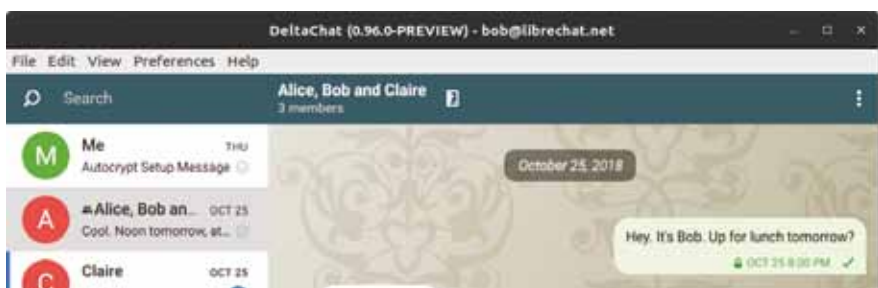 DeltaChat (0.96.0-PREVIEW) - bob@librechat.net
File Edit View Preferences Help
Search
Alice, Bob and Claire
3 members
M
Me THU
Autocrypt Setup Message
October 25, 2018
A
Alice, Bob an... OCT 25
Cool. Noon tomorrow, at...
Hey. It's Bob. Up for lunch tomorrow?
OCT 25 8:00 PM
C
Claire OCT 25